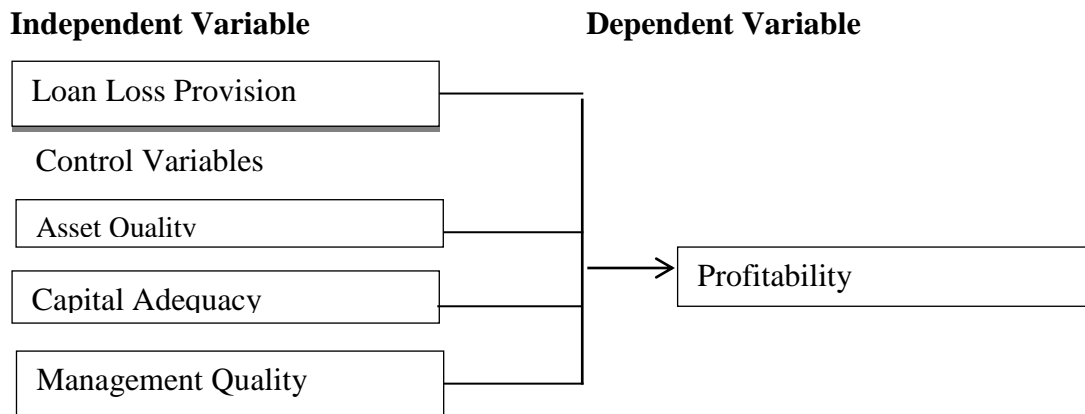 Independent Variable
Dependent Variable
Loan Loss Provision
Control Variables
Asset Quality
Capital Adequacy
Profitability
Management Quality